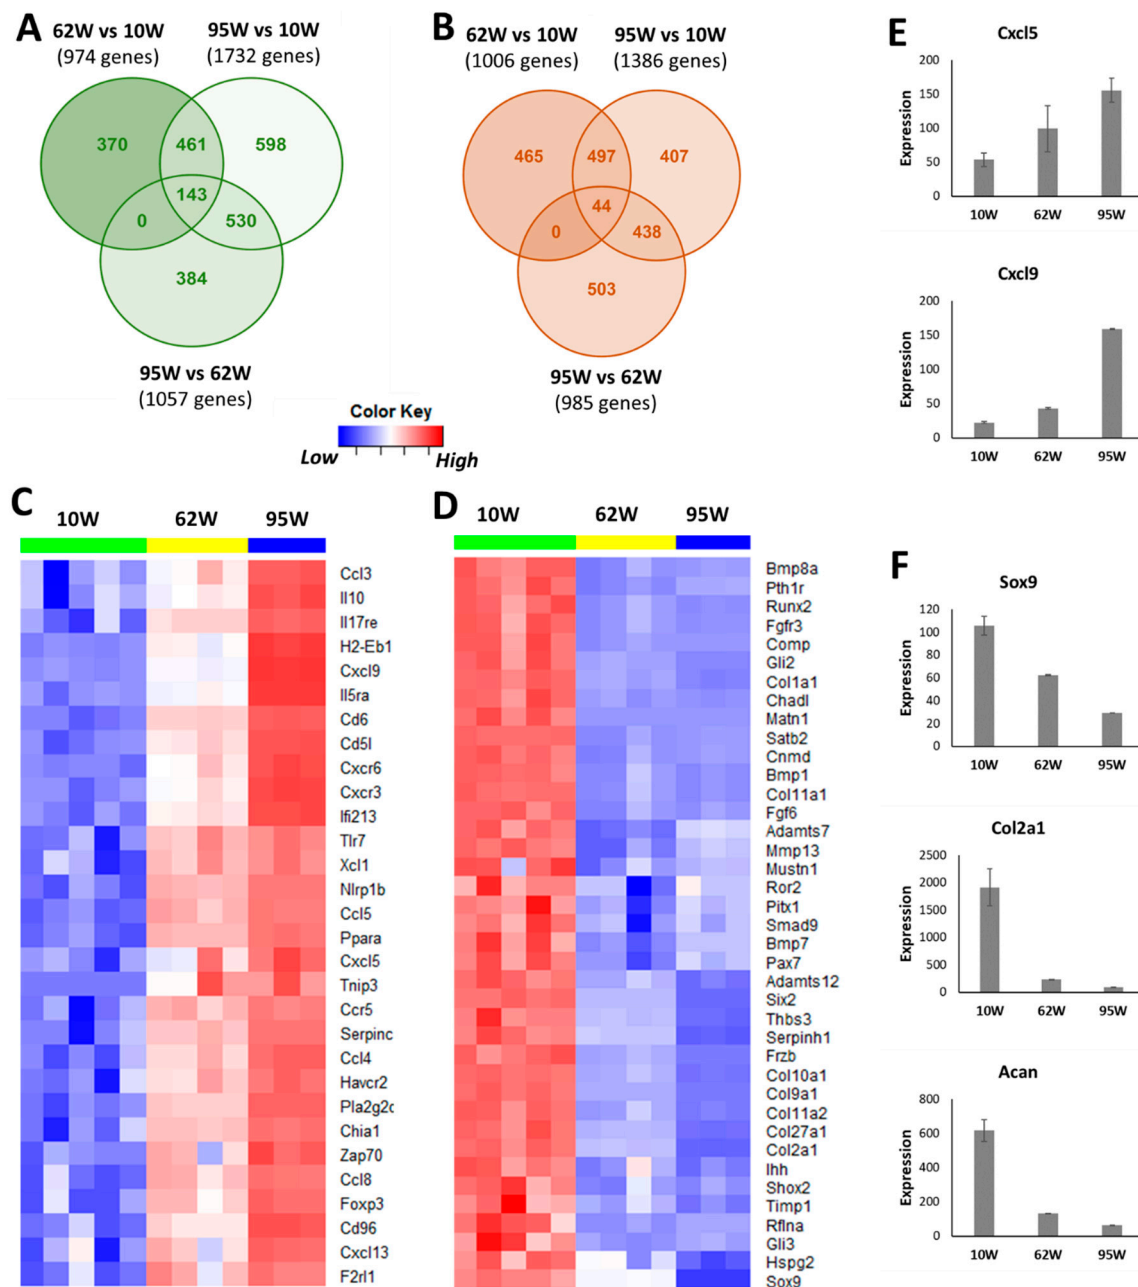 A
62W vs 10W
(974 genes)
95W vs 10W
(1732 genes)
370
461
598
143
0
530
384
95W vs 62W
(1057 genes)
B
62W vs 10W
(1006 genes)
95W vs 10W
(1386 genes)
465
497
407
44
0
438
503
95W vs 62W
(985 genes)
Color Key
Low
High
C
10W
62W
95W
Ccl3
Il10
Il17re
H2-Eb1
Cxcl9
Il5ra
Cd6
Cd5l
Cxcr6
Cxcr3
Ifi213
Tlr7
Xcl1
Nlrp1b
Ccl5
Ppara
Cxcl5
Tnip3
Ccr5
Serpinc
Ccl4
Havcr2
Pla2g2c
Chia1
Zap70
Ccl8
Foxp3
Cd96
Cxcl13
F2rl1
D
10W
62W
95W
Bmp8a
Pth1r
Runx2
Fgfr3
Comp
Gli2
Col1a1
Chadl
Matn1
Satb2
Cnmd
Bmp1
Col11a1
Fgf6
Adamts7
Mmp13
Mustn1
Ror2
Pitx1
Smad9
Bmp7
Pax7
Adamts12
Six2
Thbs3
Serpinh1
Frzb
Col10a1
Col9a1
Col11a2
Col27a1
Col2a1
Ihh
Shox2
Timp1
Rflna
Gli3
Hspg2
Sox9
E
Cxcl5
Expression
200
150
100
50
0
10W
62W
95W
Cxcl9
Expression
200
150
100
50
0
10W
62W
95W
F
Sox9
Expression
120
100
80
60
40
20
0
10W
62W
95W
Col2a1
Expression
2500
2000
1500
1000
500
0
10W
62W
95W
Acan
Expression
800
600
400
200
0
10W
62W
95W